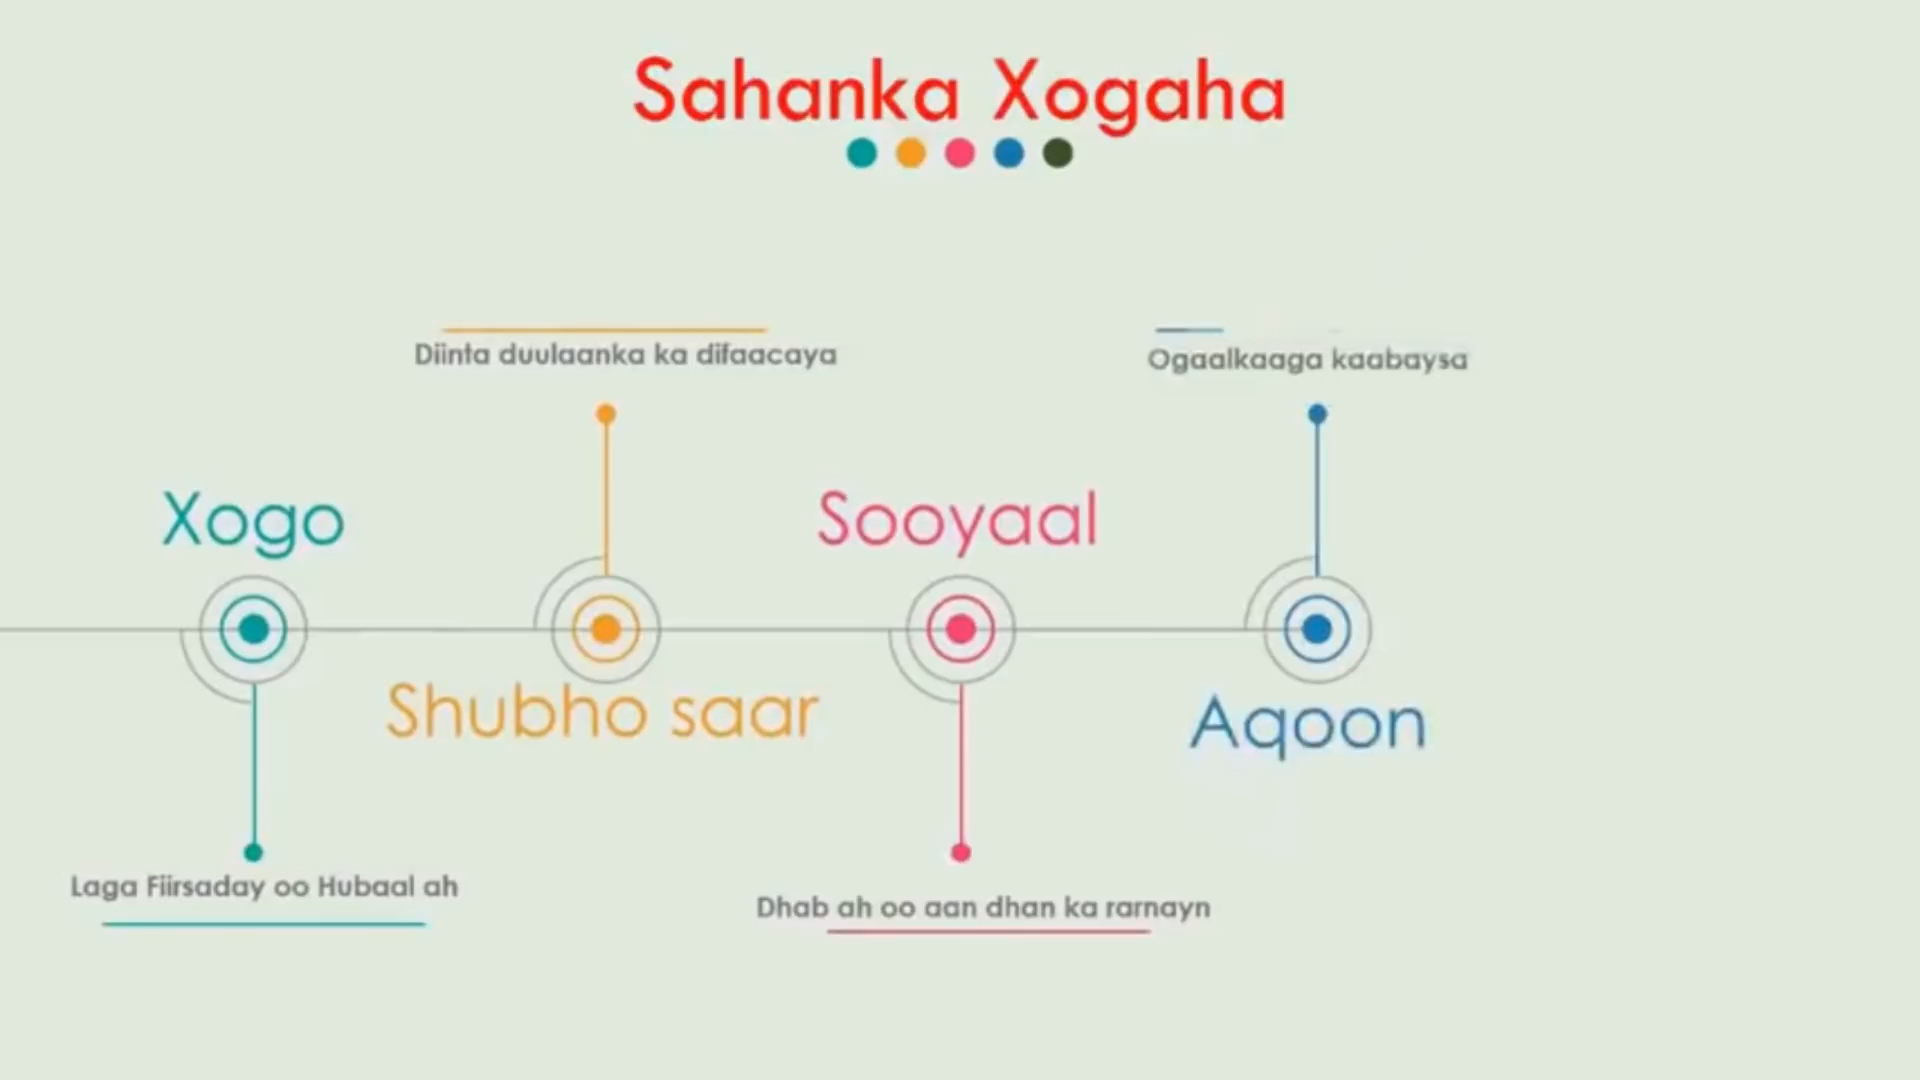 Sahanka Xogaha
Diinta duulaanka ka difaacaya
Ogaalkaaga kaabaysa
Xogo
Sooyaal
Shubho saar
Aqoon
Laga Fiirsaday oo Hubaal ah
Dhab ah oo aan dhan ka rarnayn